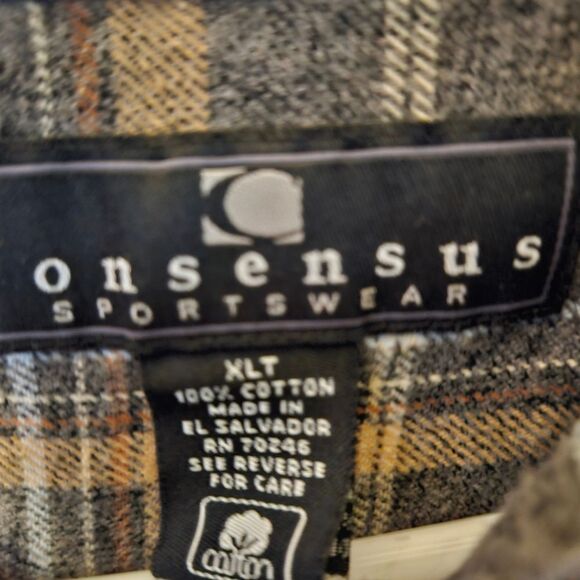 onsensus
SPORTSWEAR
XLT
100% COTTON
MADE IN
EL SALVADOR
RN 70246
SEE REVERSE
FOR CARE
cotton